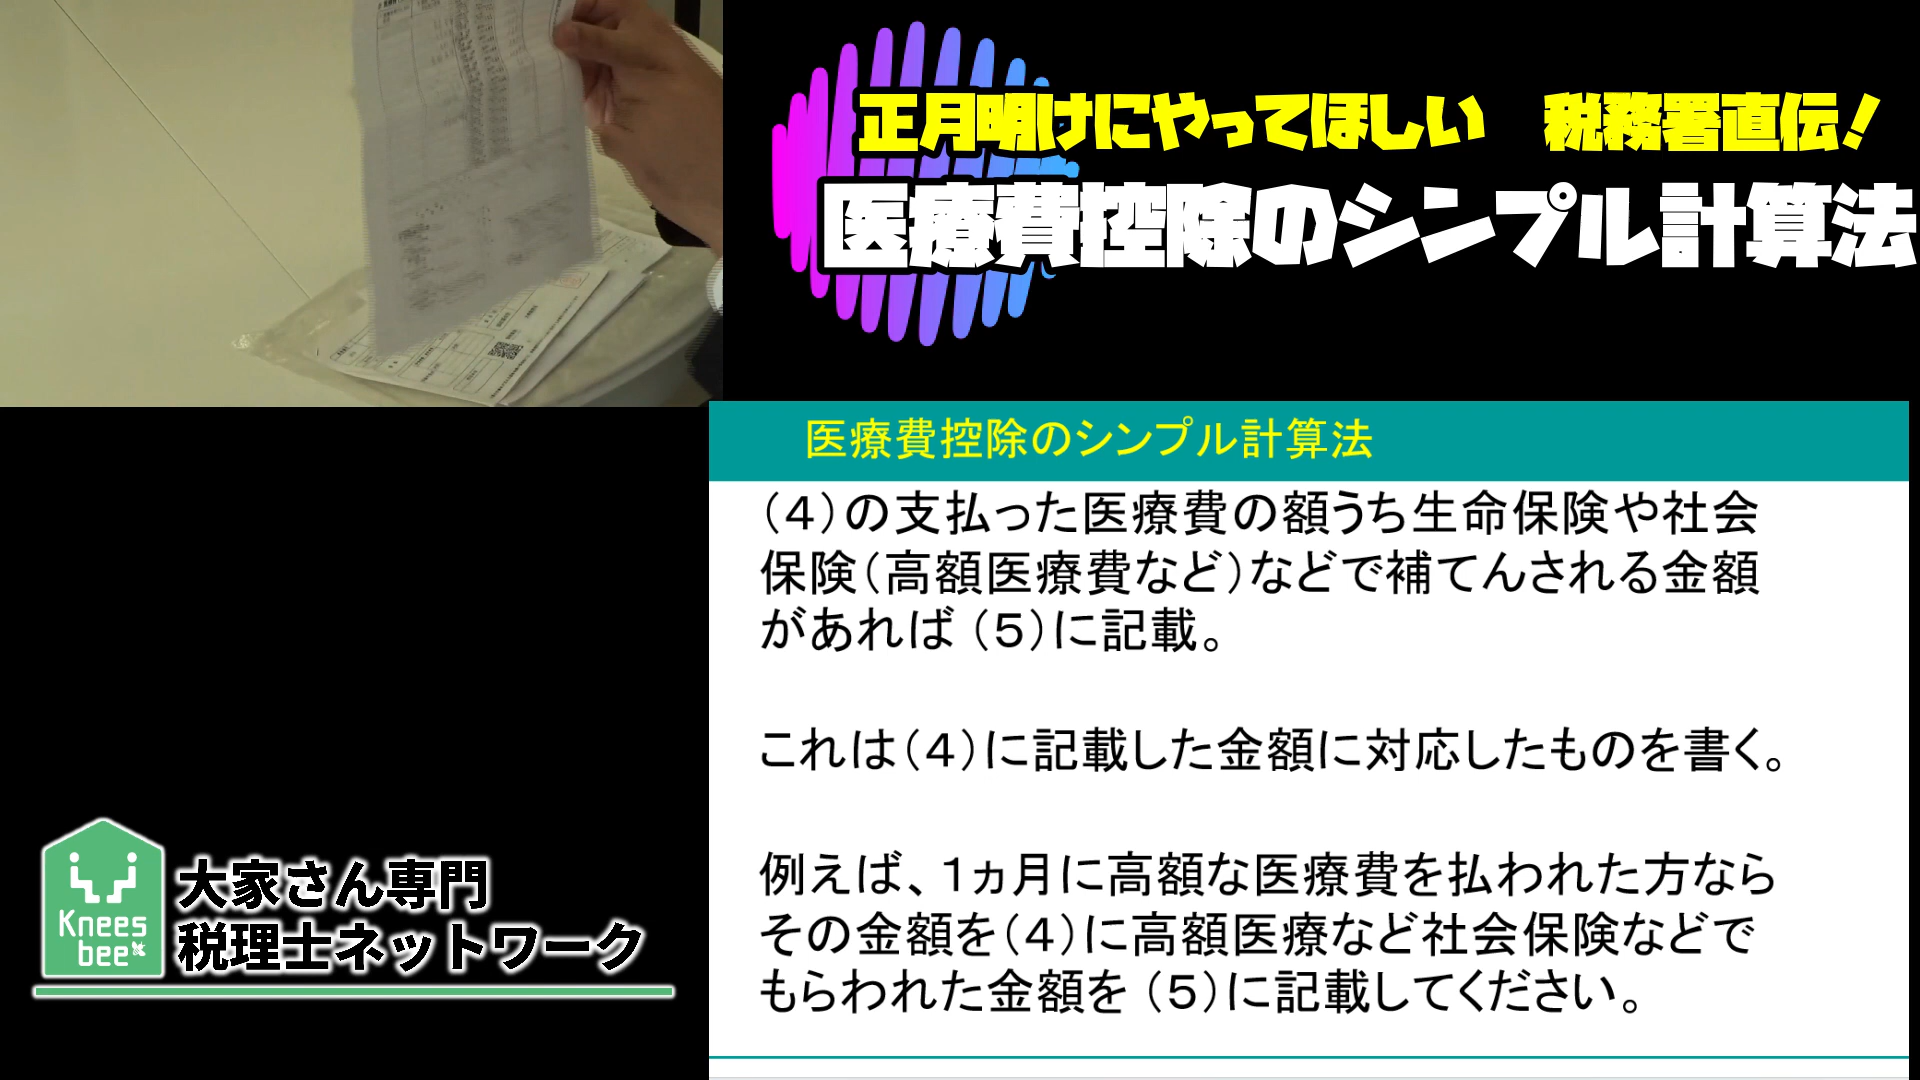 正月明けにやってほしい　税務署直伝！
医療費控除のシンプル計算法
医療費控除のシンプル計算法
（４）の支払った医療費の額うち生命保険や社会
保険（高額医療費など）などで補てんされる金額
があれば（５）に記載。
これは（４）に記載した金額に対応したものを書く。
例えば、１ヵ月に高額な医療費を払われた方なら
その金額を（４）に高額医療など社会保険などで
もらわれた金額を（５）に記載してください。
Knees
bee
大家さん専門
税理士ネットワーク